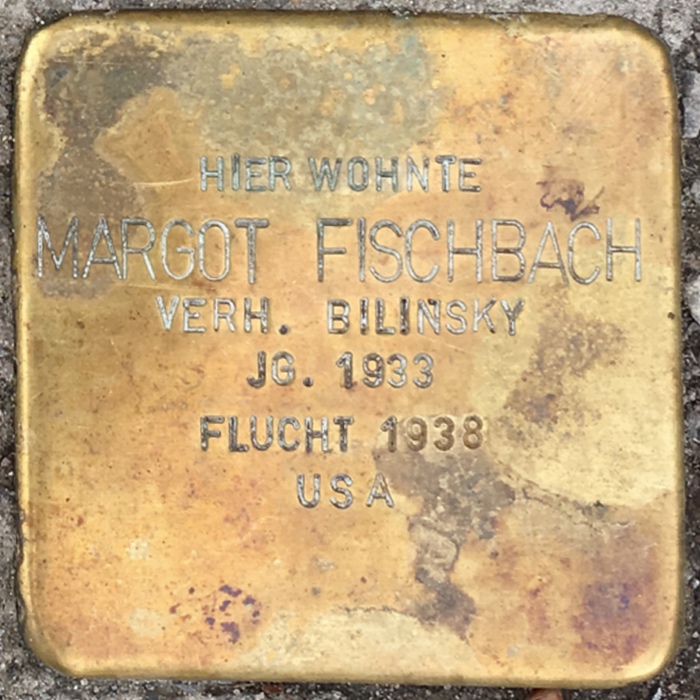 HIER WOHNTE
MARGOT FISCHBACH
VERH. BILINSKY
JG. 1933
FLUCHT 1938
USA